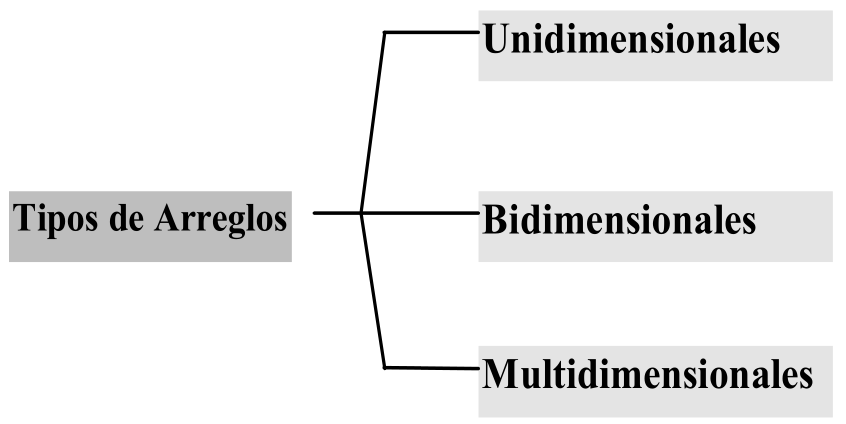 Unidimensionales
Tipos de Arreglos
Bidimensionales
Multidimensionales